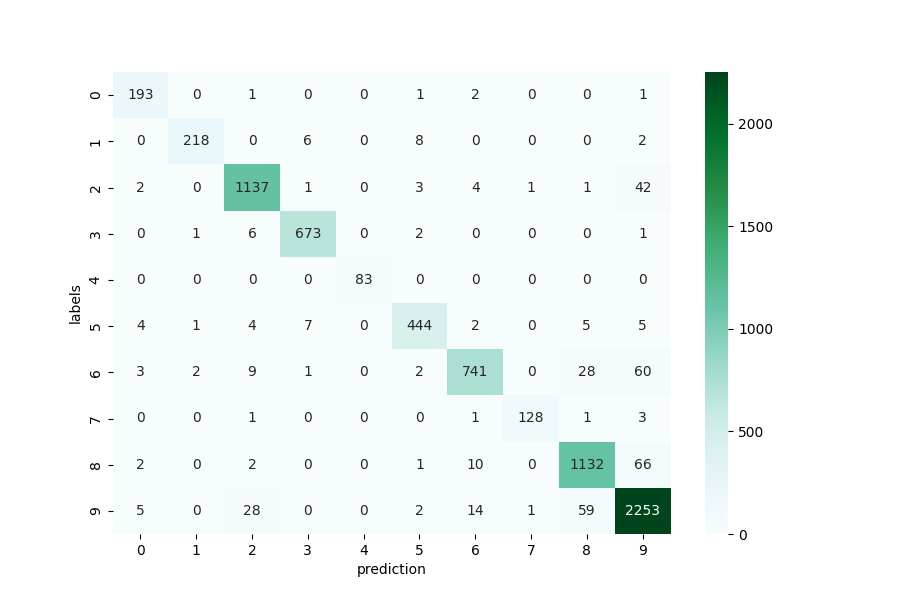 0 193 0 1 0 0 1 2 0 0 1
1 0 218 0 6 0 8 0 0 0 2
2 2 0 1137 1 0 3 4 1 1 42
3 0 1 6 673 0 2 0 0 0 1
4 0 0 0 0 83 0 0 0 0 0
5 4 1 4 7 0 444 2 0 5 5
6 3 2 9 1 0 2 741 0 28 60
7 0 0 1 0 0 0 1 128 1 3
8 2 0 2 0 0 1 10 0 1132 66
9 5 0 28 0 0 2 14 1 59 2253
0 1 2 3 4 5 6 7 8 9
prediction
labels
2000
1500
1000
500
0